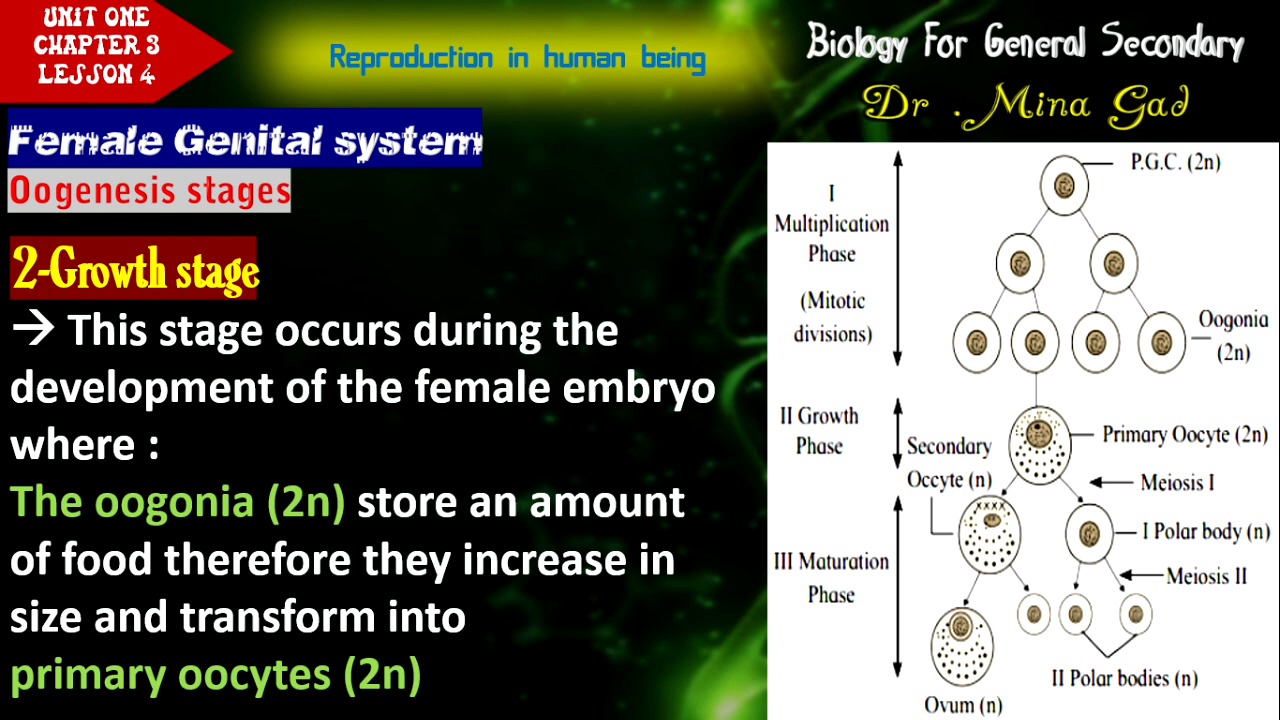 UNIT ONE
CHAPTER 3
LESSON 4
Reproduction in human being
Biology For General Secondary
Dr . Mina Gad
Female Genital system
Oogenesis stages
2-Growth stage
→ This stage occurs during the
development of the female embryo
where :
The oogonia (2n) store an amount
of food therefore they increase in
size and transform into
primary oocytes (2n)
P.G.C. (2n)
I
Multiplication
Phase
(Mitotic
divisions)
Oogonia
(2n)
II Growth
Phase
Primary Oocyte (2n)
Secondary
Occyte (n)
Meiosis I
I Polar body (n)
III Maturation
Phase
Meiosis II
II Polar bodies (n)
Ovum (n)